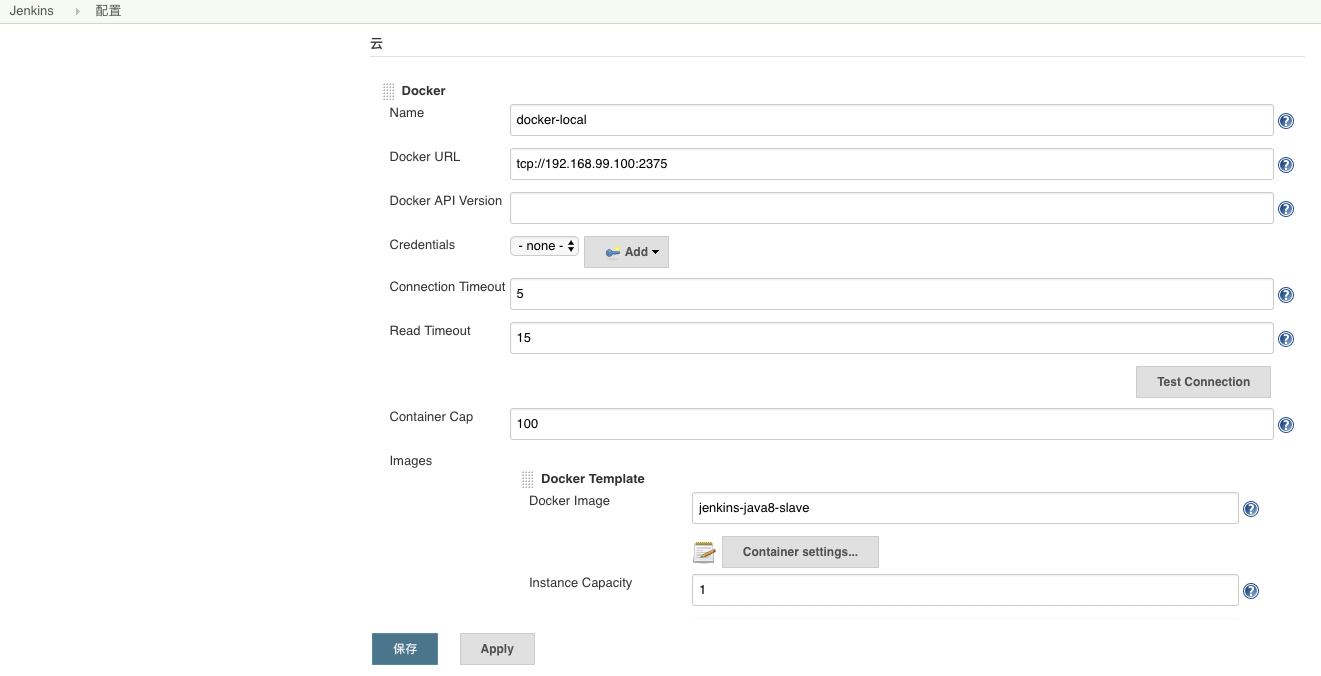 Jenkins 配置
云
Docker
Name docker-local
Docker URL tcp://192.168.99.100:2375
Docker API Version
Credentials - none - Add
Connection Timeout 5
Read Timeout 15
Test Connection
Container Cap 100
Images
Docker Template
Docker Image jenkins-java8-slave
Container settings...
Instance Capacity 1
保存 Apply